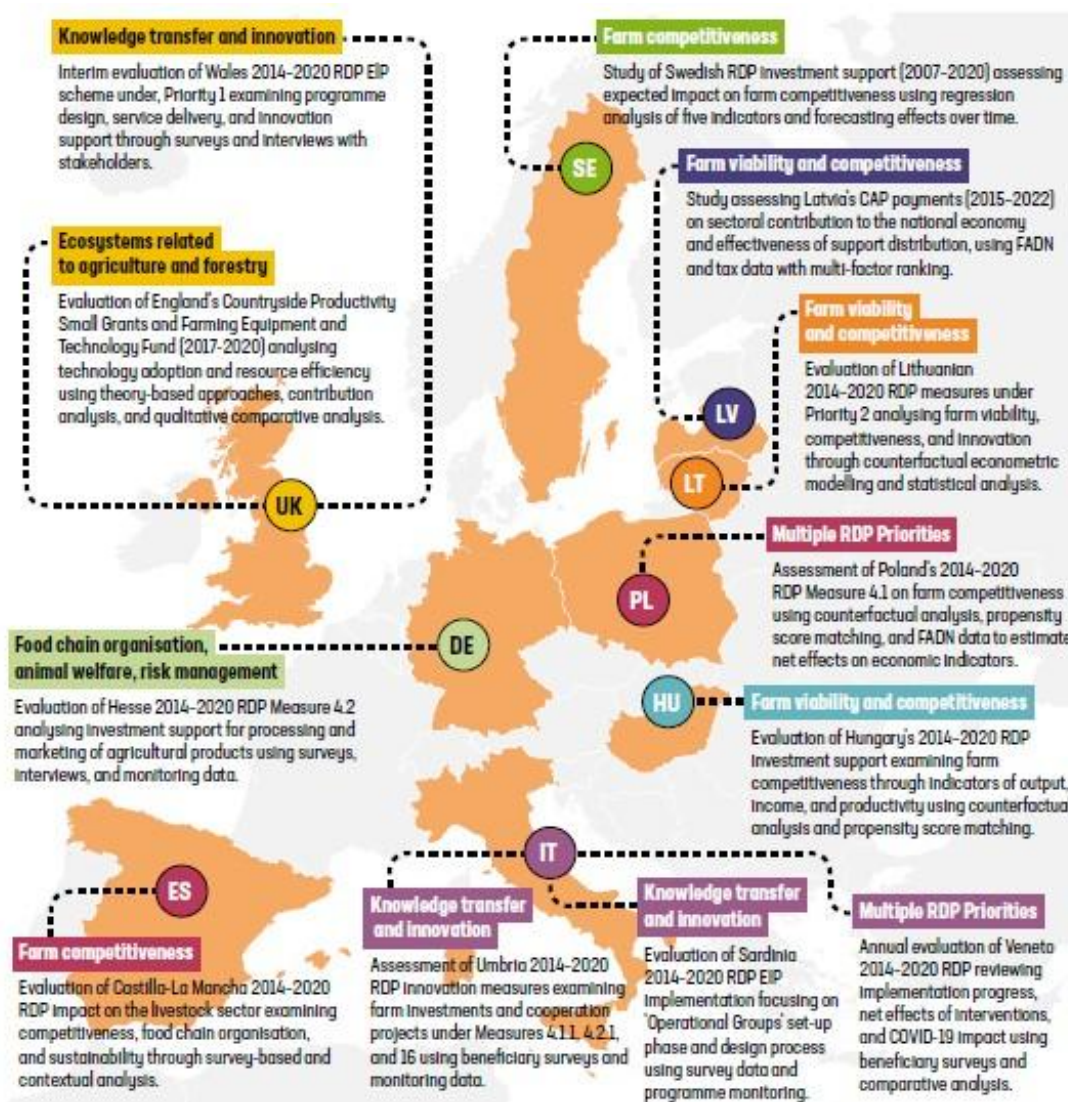 Knowledge transfer and innovation
Interim evaluation of Wales 2014-2020 RDP EIP
scheme under, Priority 1 examining programme
design, service delivery, and innovation
support through surveys and interviews with
stakeholders.
Farm competitiveness
Study of Swedish RDP investment support (2007-2020) assessing
expected impact on farm competitiveness using regression
analysis of five indicators and forecasting effects over time.
SE
Farm viability and competitiveness
Study assessing Latvia's CAP payments (2015-2022)
on sectoral contribution to the national economy
and effectiveness of support distribution, using FADN
and tax data with multi-factor ranking.
LV
Ecosystems related
to agriculture and forestry
Evaluation of England's Countryside Productivity
Small Grants and Farming Equipment and
Technology Fund (2017-2020) analysing
technology adoption and resource efficiency
using theory-based approaches, contribution
analysis, and qualitative comparative analysis.
UK
Farm viability
and competitiveness
Evaluation of Lithuanian
2014-2020 RDP measures under
Priority 2 analysing farm viability,
competitiveness, and innovation
through counterfactual econometric
modelling and statistical analysis.
LT
Multiple RDP Priorities
Assessment of Poland's 2014-2020
RDP Measure 4.1 on farm competitiveness
using counterfactual analysis, propensity
score matching, and FADN data to estimate
net effects on economic indicators.
PL
Food chain organisation,
animal welfare, risk management
Evaluation of Hesse 2014-2020 RDP Measure 4.2
analysing investment support for processing and
marketing of agricultural products using surveys,
interviews, and monitoring data.
DE
HU
Farm viability and competitiveness
Evaluation of Hungary's 2014-2020 RDP
investment support examining farm
competitiveness through indicators of output,
income, and productivity using counterfactua
analysis and propensity score matching.
ES
Farm competitiveness
Evaluation of Castilla-La Mancha 2014-2020
RDP impact on the livestock sector examining
competitiveness, food chain organisation,
and sustainability through survey-based and
contextual analysis.
IT
Knowledge transfer
and innovation
Assessment of Umbria 2014-2020
RDP innovation measures examining
farm investments and cooperation
projects under Measures 4.1.1, 4.2.1,
and 16 using beneficiary surveys and
monitoring data.
Knowledge transfer
and innovation
Evaluation of Sardinia
2014-2020 RDP EIP
implementation focusing on
'Operational Groups' set-up
phase and design process
using survey data and
programme monitoring.
Multiple RDP Priorities
Annual evaluation of Veneto
2014-2020 RDP reviewing
implementation progress,
net effects of interventions,
and COVID-19 impact using
beneficiary surveys and
comparative analysis.